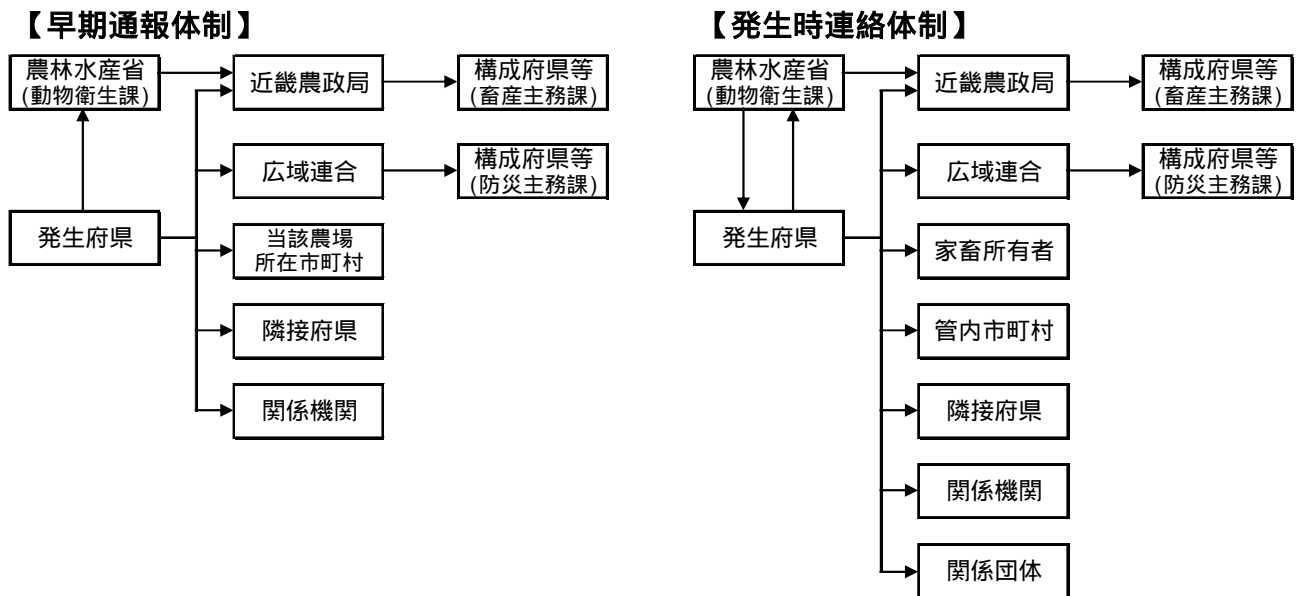 【早期通報体制】
農林水産省
(動物衛生課)
近畿農政局
構成府県等
(畜産主務課)
広域連合
構成府県等
(防災主務課)
発生府県
当該農場
所在市町村
隣接府県
関係機関
【発生時連絡体制】
農林水産省
(動物衛生課)
近畿農政局
構成府県等
(畜産主務課)
広域連合
構成府県等
(防災主務課)
発生府県
家畜所有者
管内市町村
隣接府県
関係機関
関係団体